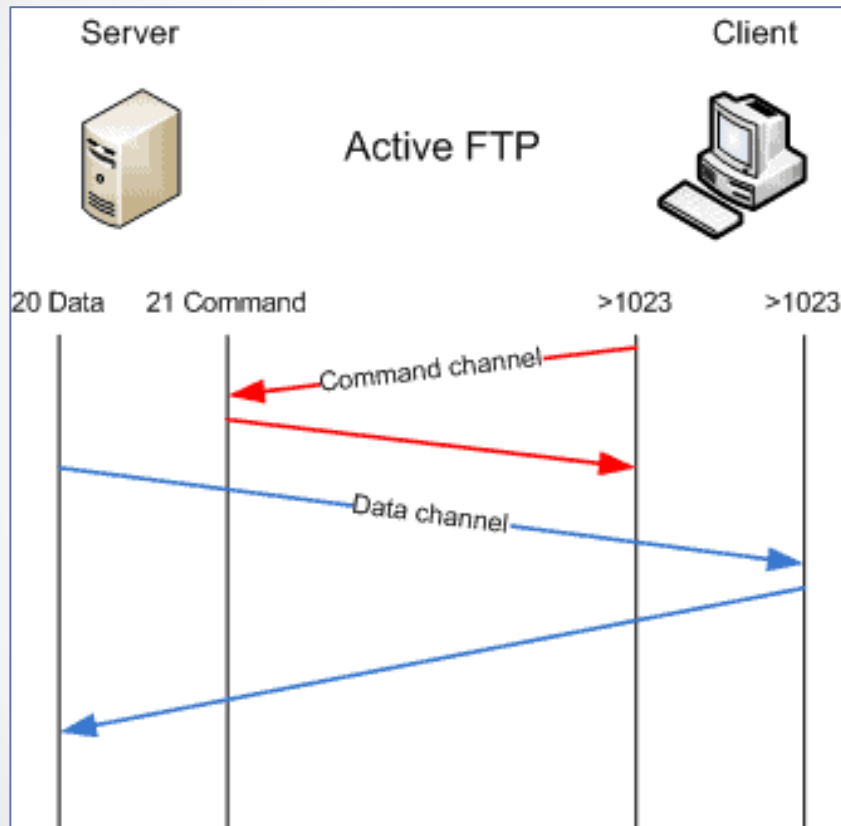 Server
Client
Active FTP
20 Data
21 Command
>1023
>1023
Command channel
Data channel